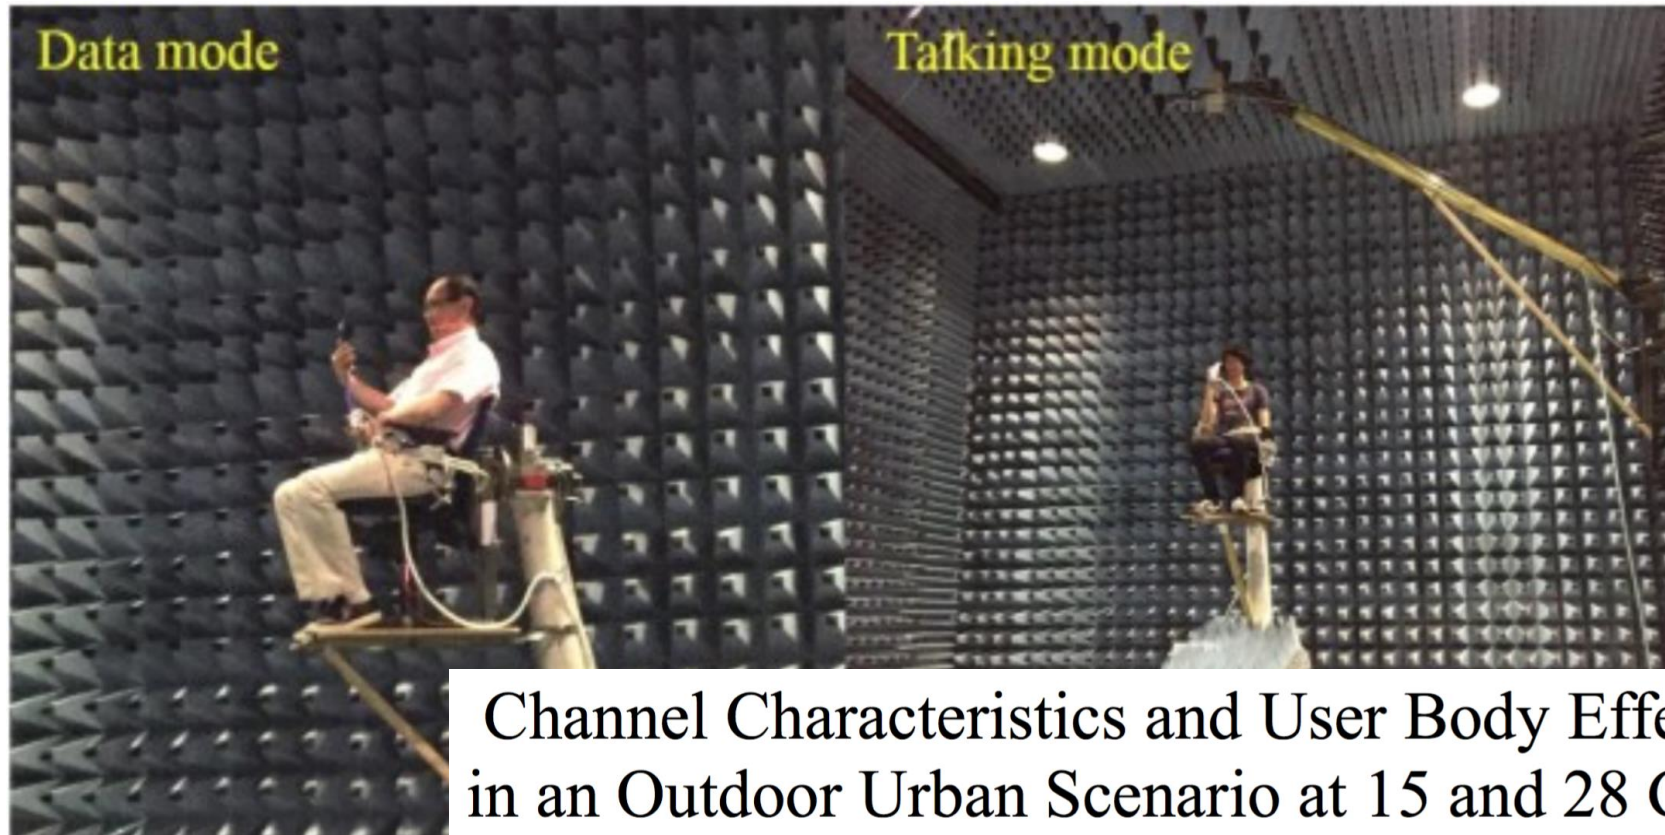 Data mode
Talking mode
Channel Characteristics and User Body Effe
in an Outdoor Urban Scenario at 15 and 28 G